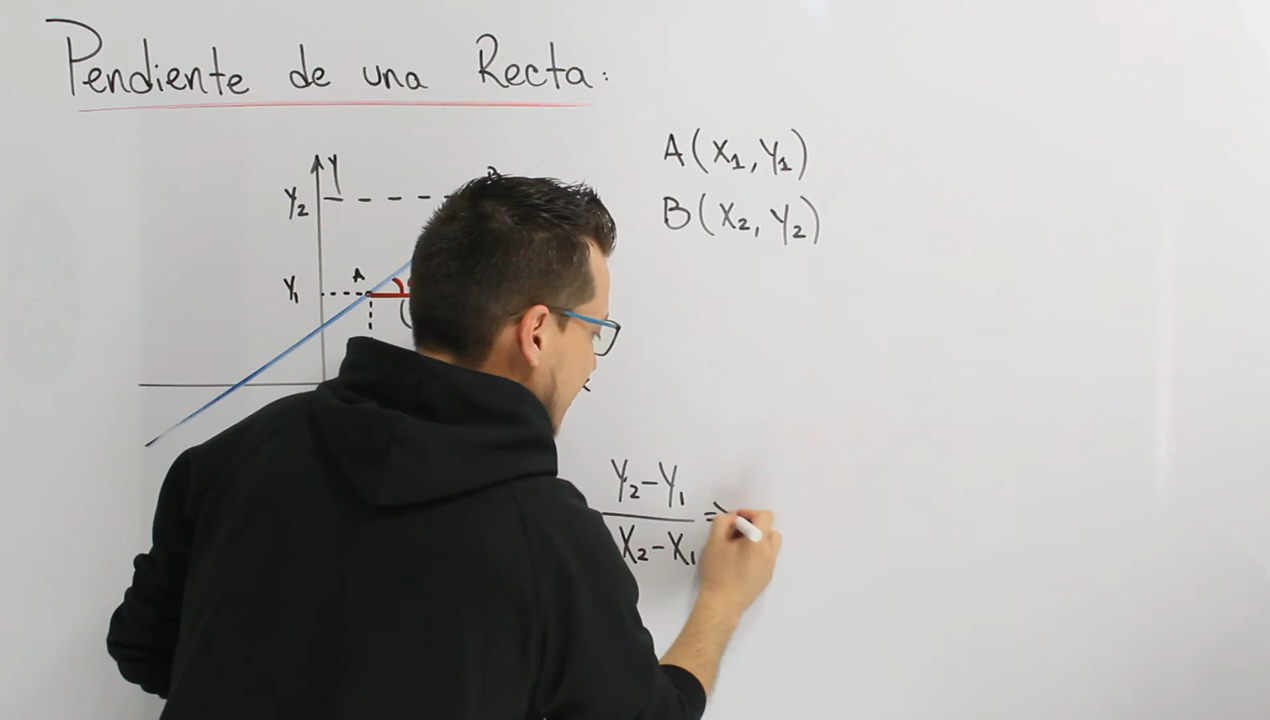 Pendiente de una Recta:
A(X₁, Y₁)
B(X₂, Y₂)
Y
Y₂
A
Y₁
(
Y₂-Y₁
X₂-X₁
=>